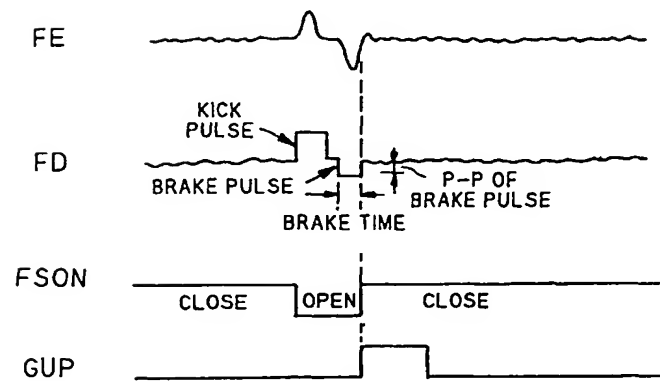 FE
KICK
PULSE
FD
BRAKE PULSE
P-P OF
BRAKE PULSE
BRAKE TIME
FSON
CLOSE OPEN CLOSE
GUP